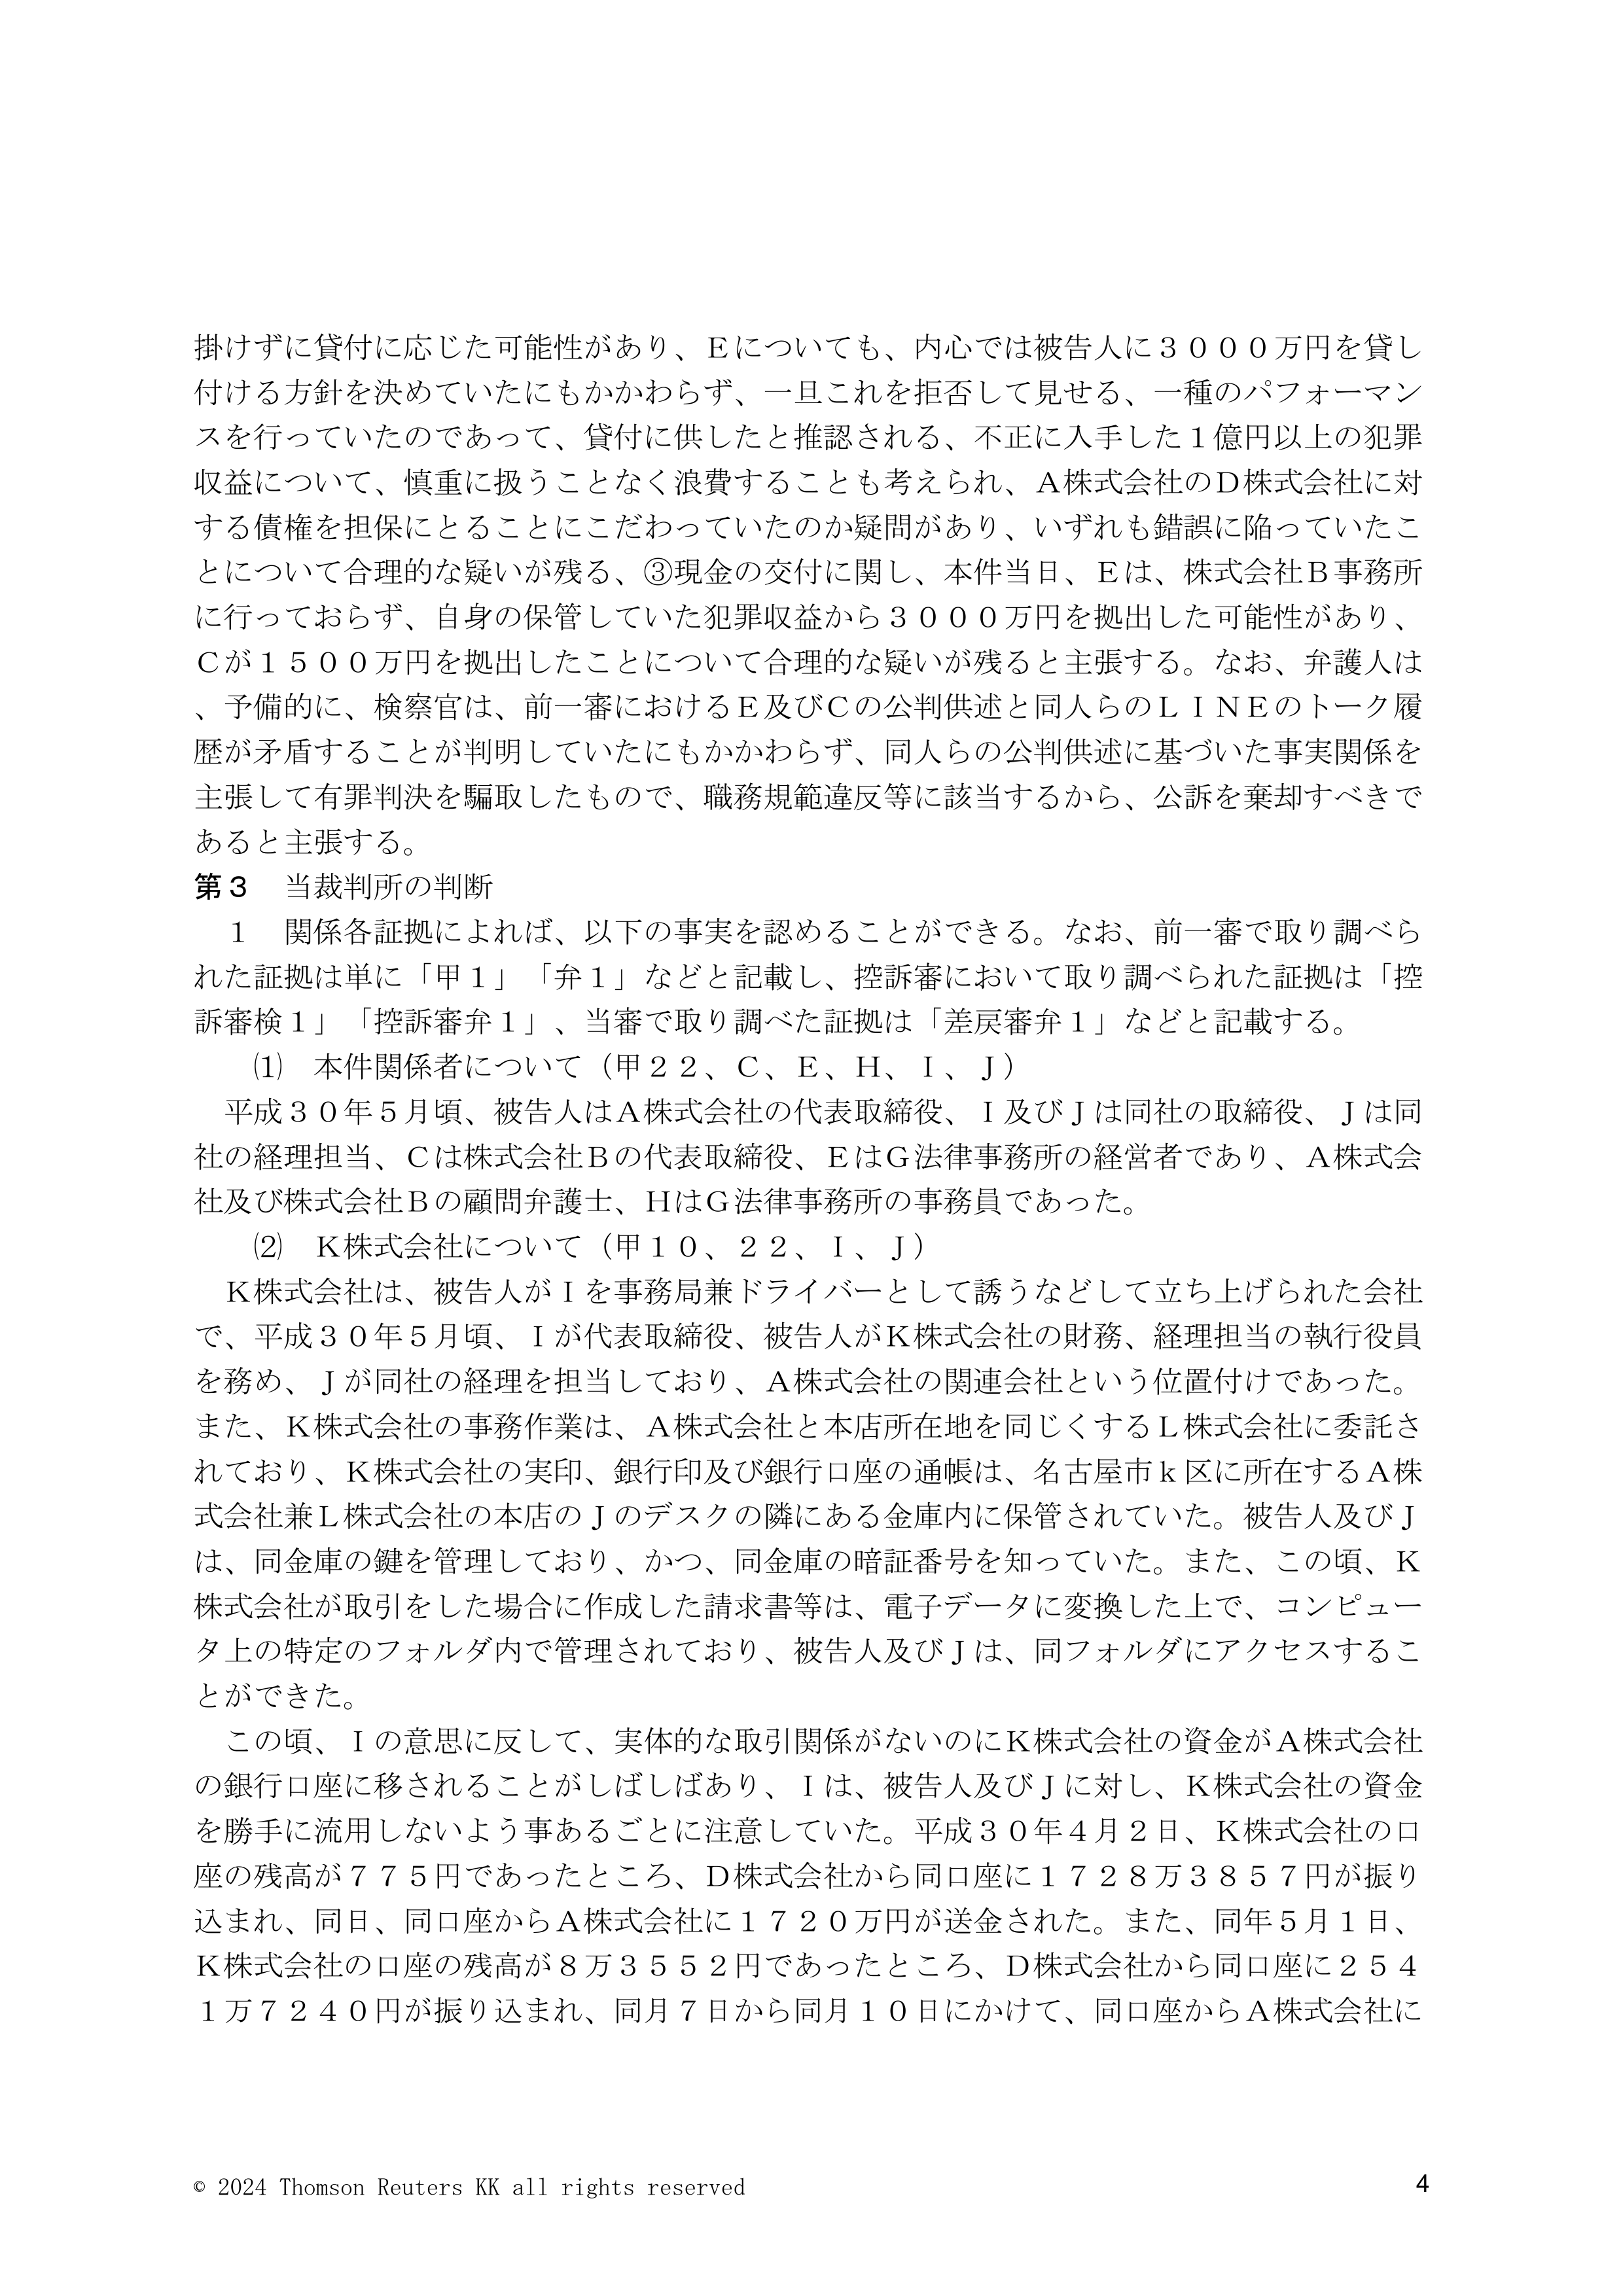 掛けずに貸付に応じた可能性があり、Ｅについても、内心では被告人に３０００万円を貸し
付ける方針を決めていたにもかかわらず、一旦これを拒否して見せる、一種のパフォーマン
スを行っていたのであって、貸付に供したと推認される、不正に入手した１億円以上の犯罪
収益について、慎重に扱うことなく浪費することも考えられ、Ａ株式会社のＤ株式会社に対
する債権を担保にとることにこだわっていたのか疑問があり、いずれも錯誤に陥っていたこ
とについて合理的な疑いが残る、③現金の交付に関し、本件当日、Ｅは、株式会社Ｂ事務所
に行っておらず、自身の保管していた犯罪収益から３０００万円を拠出した可能性があり、
Ｃが１５００万円を拠出したことについて合理的な疑いが残ると主張する。なお、弁護人は
、予備的に、検察官は、前一審におけるＥ及びＣの公判供述と同人らのＬＩＮＥのトーク履
歴が矛盾することが判明していたにもかかわらず、同人らの公判供述に基づいた事実関係を
主張して有罪判決を騙取したもので、職務規範違反等に該当するから、公訴を棄却すべきで
あると主張する。
第３　当裁判所の判断
　１　関係各証拠によれば、以下の事実を認めることができる。なお、前一審で取り調べら
れた証拠は単に「甲１」「弁１」などと記載し、控訴審において取り調べられた証拠は「控
訴審検１」「控訴審弁１」、当審で取り調べた証拠は「差戻審弁１」などと記載する。
　　⑴　本件関係者について（甲２２、Ｃ、Ｅ、Ｈ、Ｉ、Ｊ）
　平成３０年５月頃、被告人はＡ株式会社の代表取締役、Ｉ及びＪは同社の取締役、Ｊは同
社の経理担当、Ｃは株式会社Ｂの代表取締役、ＥはＧ法律事務所の経営者であり、Ａ株式会
社及び株式会社Ｂの顧問弁護士、ＨはＧ法律事務所の事務員であった。
　　⑵　Ｋ株式会社について（甲１０、２２、Ｉ、Ｊ）
　Ｋ株式会社は、被告人がＩを事務局兼ドライバーとして誘うなどして立ち上げられた会社
で、平成３０年５月頃、Ｉが代表取締役、被告人がＫ株式会社の財務、経理担当の執行役員
を務め、Ｊが同社の経理を担当しており、Ａ株式会社の関連会社という位置付けであった。
また、Ｋ株式会社の事務作業は、Ａ株式会社と本店所在地を同じくするＬ株式会社に委託さ
れており、Ｋ株式会社の実印、銀行印及び銀行口座の通帳は、名古屋市ｋ区に所在するＡ株
式会社兼Ｌ株式会社の本店のＪのデスクの隣にある金庫内に保管されていた。被告人及びＪ
は、同金庫の鍵を管理しており、かつ、同金庫の暗証番号を知っていた。また、この頃、Ｋ
株式会社が取引をした場合に作成した請求書等は、電子データに変換した上で、コンピュー
タ上の特定のフォルダ内で管理されており、被告人及びＪは、同フォルダにアクセスするこ
とができた。
　この頃、Ｉの意思に反して、実体的な取引関係がないのにＫ株式会社の資金がＡ株式会社
の銀行口座に移されることがしばしばあり、Ｉは、被告人及びＪに対し、Ｋ株式会社の資金
を勝手に流用しないよう事あるごとに注意していた。平成３０年４月２日、Ｋ株式会社の口
座の残高が７７５円であったところ、Ｄ株式会社から同口座に１７２８万３８５７円が振り
込まれ、同日、同口座からＡ株式会社に１７２０万円が送金された。また、同年５月１日、
Ｋ株式会社の口座の残高が８万３５５２円であったところ、Ｄ株式会社から同口座に２５４
１万７２４０円が振り込まれ、同月７日から同月１０日にかけて、同口座からＡ株式会社に
© 2024 Thomson Reuters KK all rights reserved
4